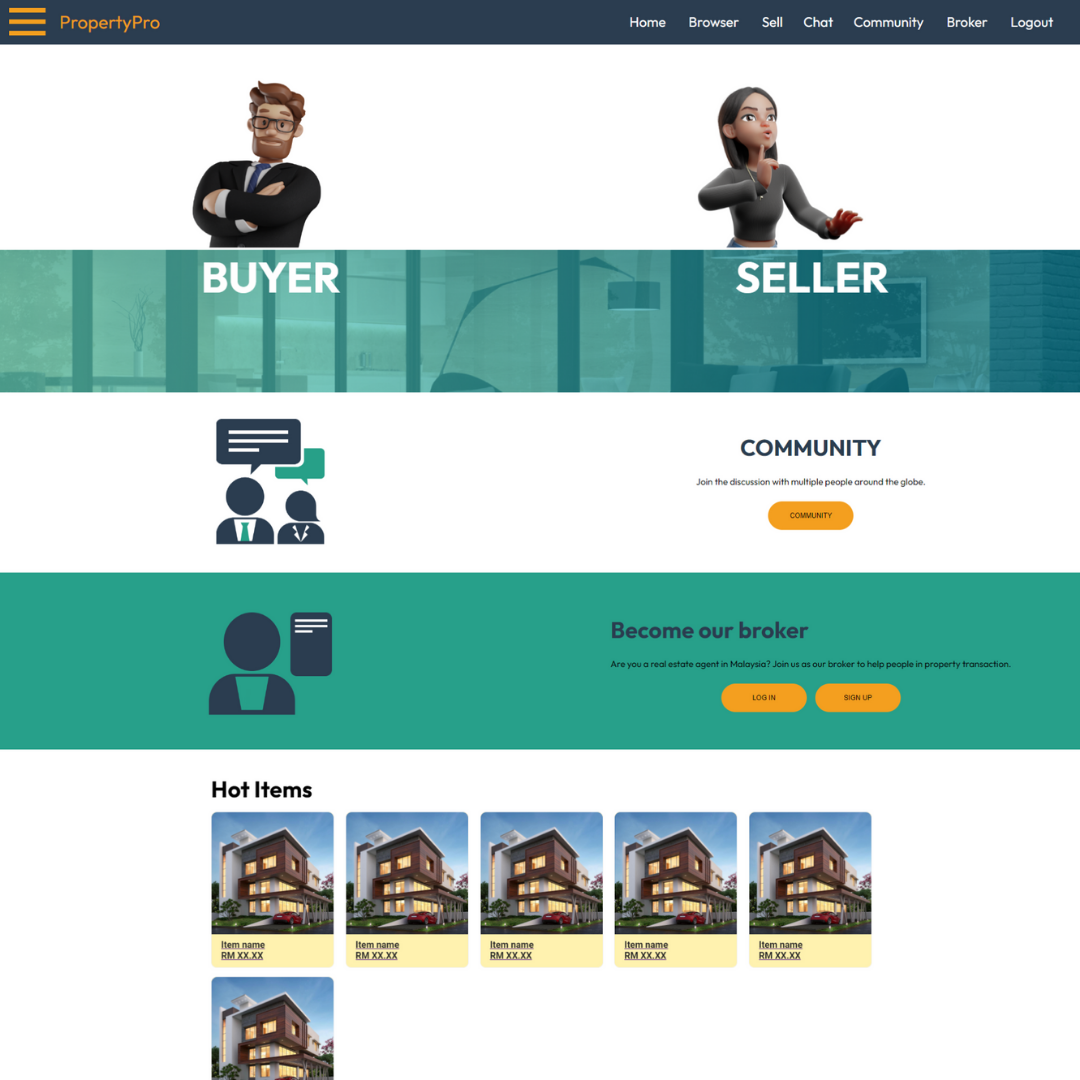 PropertyPro
Home Browser Sell Chat Community Broker Logout
BUYER
SELLER
COMMUNITY
Join the discussion with multiple people around the globe.
COMMUNITY
Become our broker
Are you a real estate agent in Malaysia? Join us as our broker to help people in property transaction.
LOG IN
SIGN UP
Hot Items
Item name
RM XX.XX
Item name
RM XX.XX
Item name
RM XX.XX
Item name
RM XX.XX
Item name
RM XX.XX